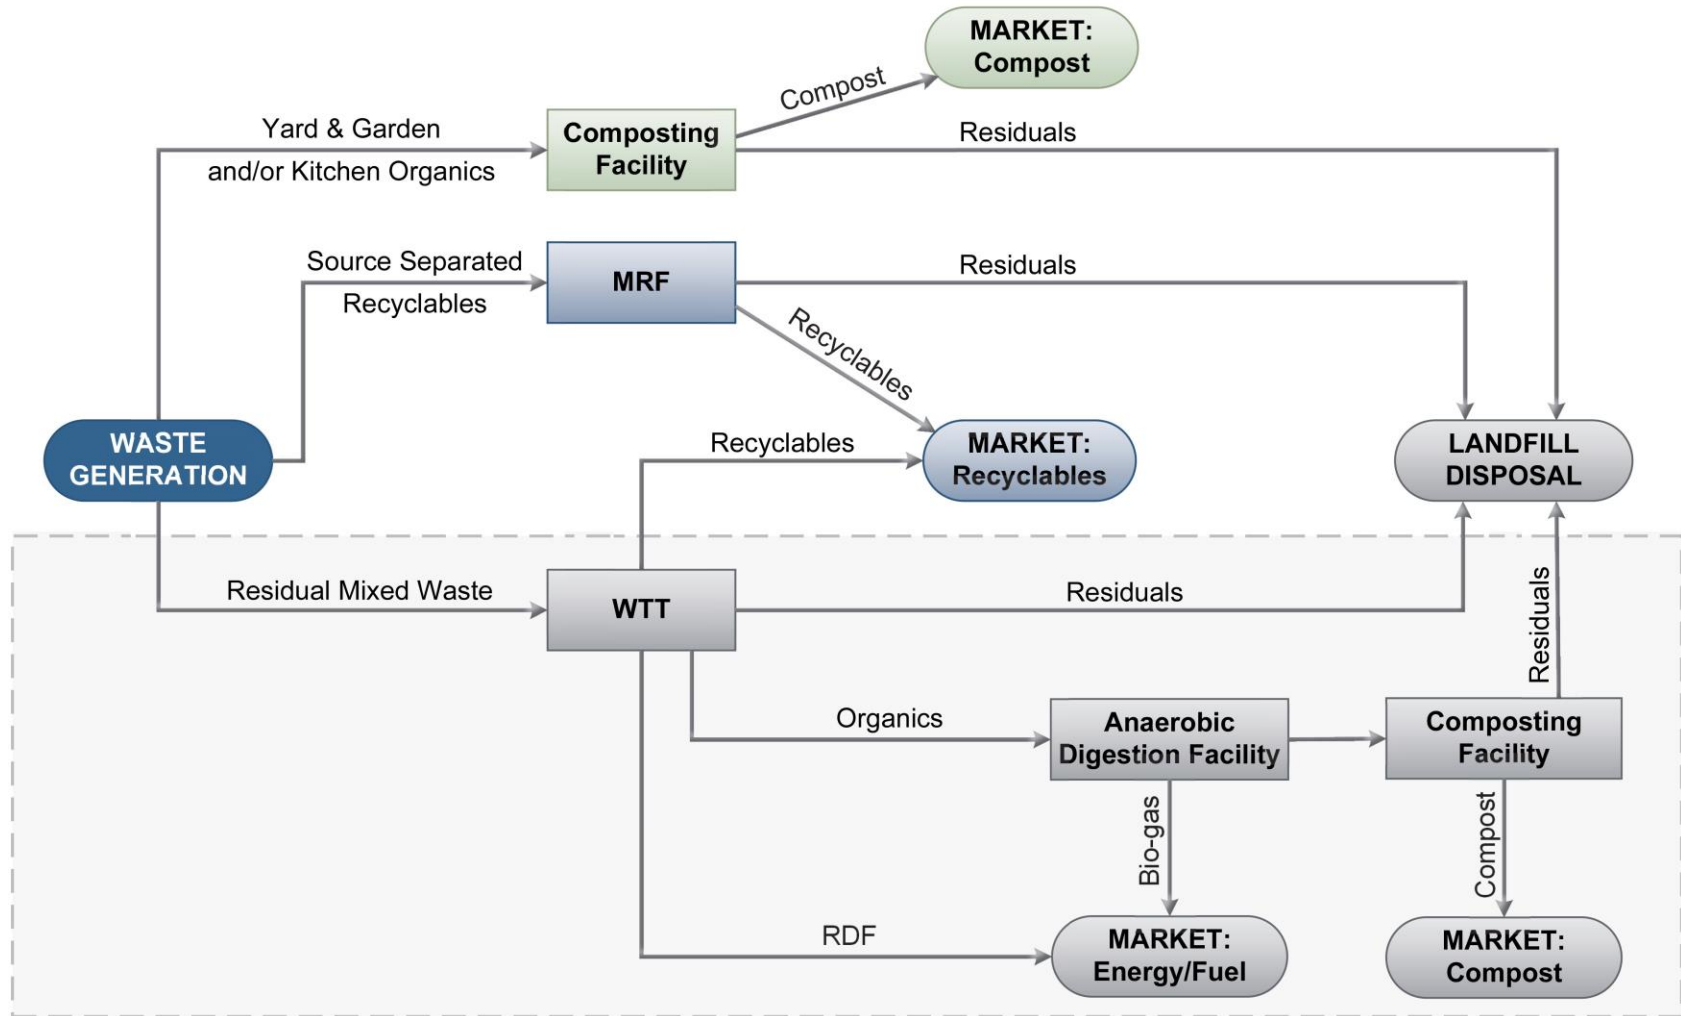 MARKET:
Compost
Compost
Yard & Garden
and/or Kitchen Organics
Composting
Facility
Residuals
Source Separated
Recyclables
MRF
Residuals
Recyclables
WASTE
GENERATION
Recyclables
MARKET:
Recyclables
LANDFILL
DISPOSAL
Residual Mixed Waste
WTT
Residuals
Residuals
Organics
Anaerobic
Digestion Facility
Composting
Facility
Bio-gas
Compost
RDF
MARKET:
Energy/Fuel
MARKET:
Compost